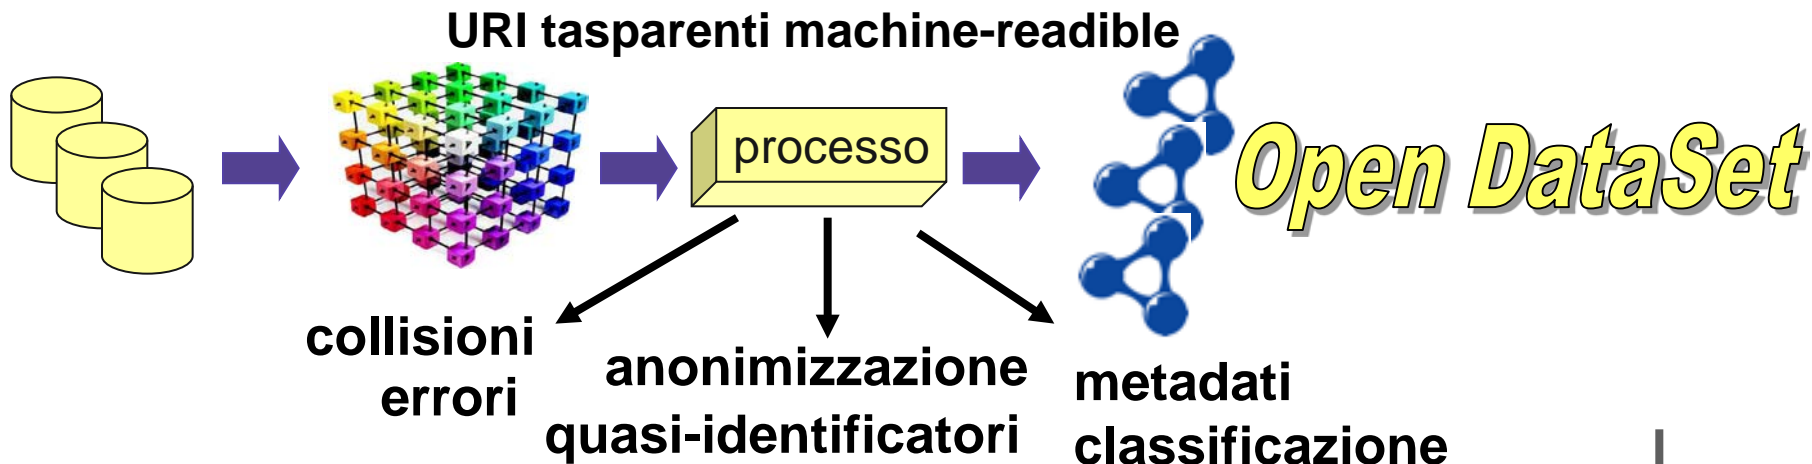 URI tasparenti machine-readible
processo
Open DataSet
collisioni
errori
anonimizzazione
quasi-identificatori
metadati
classificazione